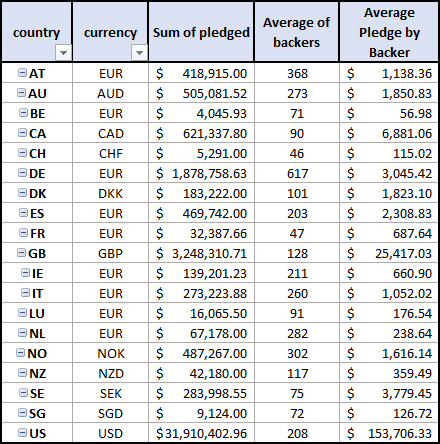 country currency Sum of pledged Average of backers Average Pledge by Backer
AT EUR $ 418,915.00 368 $ 1,138.36
AU AUD $ 505,081.52 273 $ 1,850.83
BE EUR $ 4,045.93 71 $ 56.98
CA CAD $ 621,337.80 90 $ 6,881.06
CH CHF $ 5,291.00 46 $ 115.02
DE EUR $ 1,878,758.63 617 $ 3,045.42
DK DKK $ 183,222.00 101 $ 1,823.10
ES EUR $ 469,742.00 203 $ 2,308.83
FR EUR $ 32,387.66 47 $ 687.64
GB GBP $ 3,248,310.71 128 $ 25,417.03
IE EUR $ 139,201.23 211 $ 660.90
IT EUR $ 273,223.88 260 $ 1,052.02
LU EUR $ 16,065.50 91 $ 176.54
NL EUR $ 67,178.00 282 $ 238.64
NO NOK $ 487,267.00 302 $ 1,616.14
NZ NZD $ 42,180.00 117 $ 359.49
SE SEK $ 283,998.55 75 $ 3,779.45
SG SGD $ 9,124.00 72 $ 126.72
US USD $31,910,402.96 208 $ 153,706.33